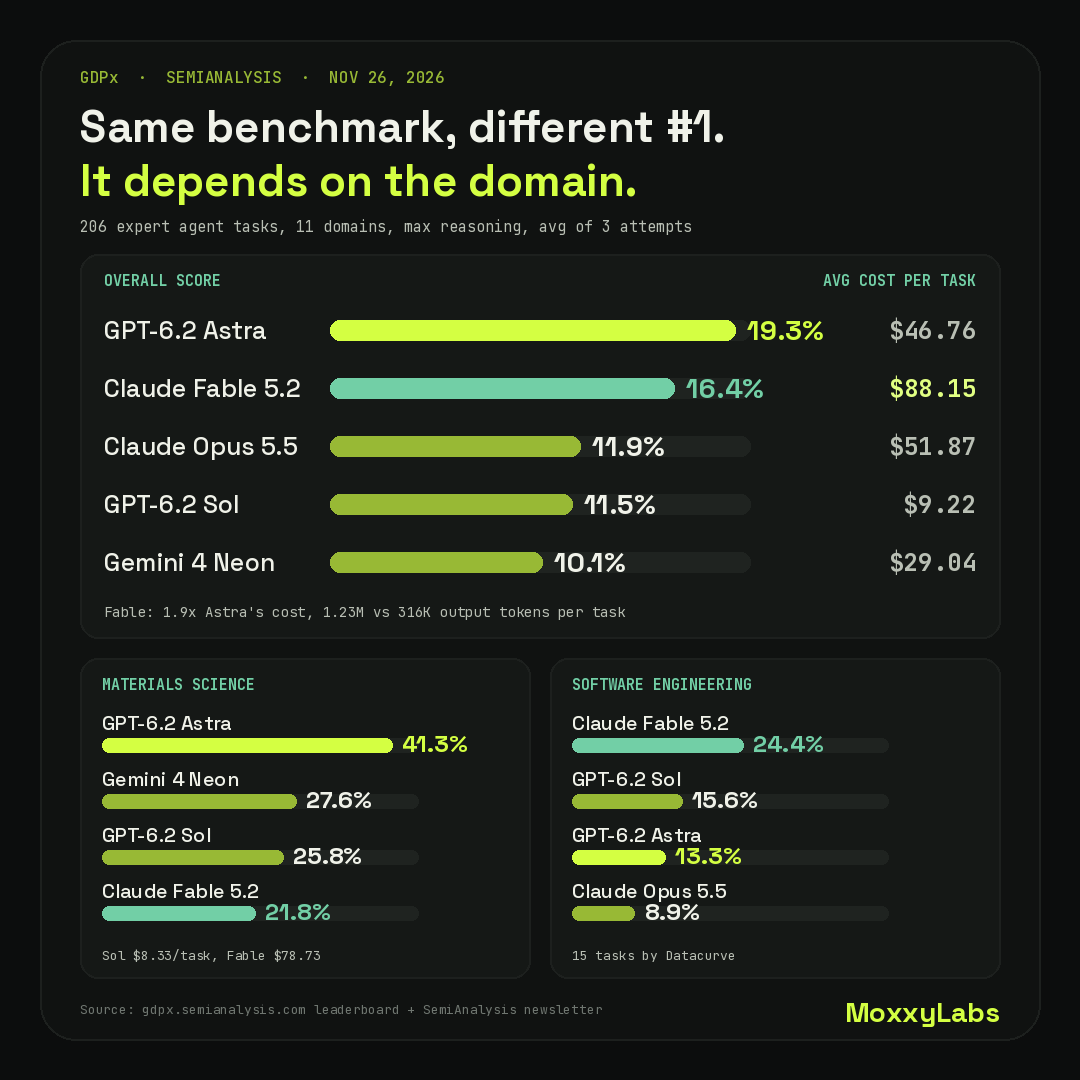 GDPx · SEMIANALYSIS · NOV 26, 2026
Same benchmark, different #1.
It depends on the domain.
206 expert agent tasks, 11 domains, max reasoning, avg of 3 attempts
OVERALL SCORE AVG COST PER TASK
GPT-6.2 Astra 19.3% $46.76
Claude Fable 5.2 16.4% $88.15
Claude Opus 5.5 11.9% $51.87
GPT-6.2 Sol 11.5% $9.22
Gemini 4 Neon 10.1% $29.04
Fable: 1.9x Astra's cost, 1.23M vs 316K output tokens per task
MATERIALS SCIENCE
GPT-6.2 Astra
41.3%
Gemini 4 Neon
27.6%
GPT-6.2 Sol
25.8%
Claude Fable 5.2
21.8%
Sol $8.33/task, Fable $78.73
SOFTWARE ENGINEERING
Claude Fable 5.2
24.4%
GPT-6.2 Sol
15.6%
GPT-6.2 Astra
13.3%
Claude Opus 5.5
8.9%
15 tasks by Datacurve
Source: gdpx.semianalysis.com leaderboard + SemiAnalysis newsletter
MoxxyLabs